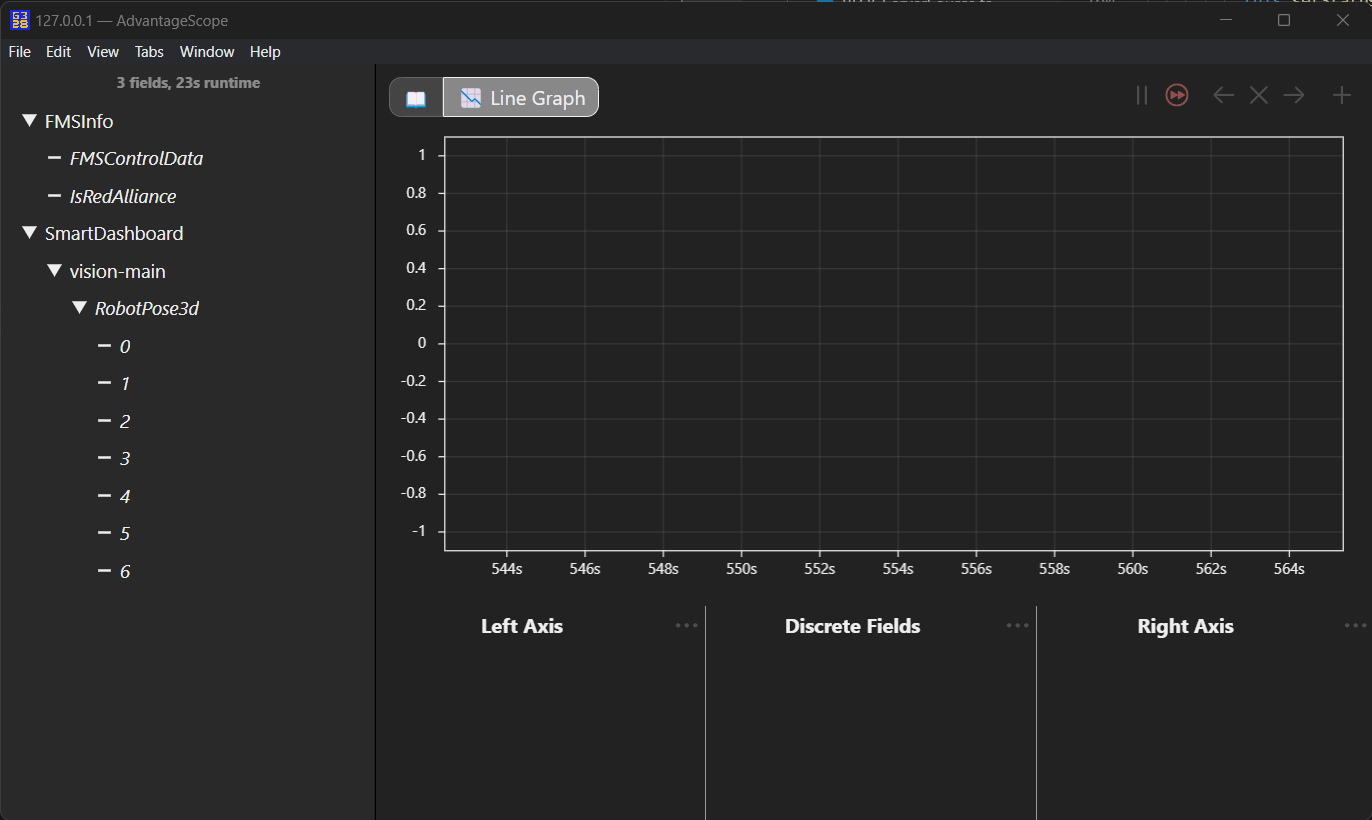 127.0.0.1 — AdvantageScope
File Edit View Tabs Window Help
3 fields, 23s runtime
FMSInfo
FMSControlData
IsRedAlliance
SmartDashboard
vision-main
RobotPose3d
0
1
2
3
4
5
6
Line Graph
1
0.8
0.6
0.4
0.2
0
-0.2
-0.4
-0.6
-0.8
-1
544s 546s 548s 550s 552s 554s 556s 558s 560s 562s 564s
Left Axis
Discrete Fields
Right Axis